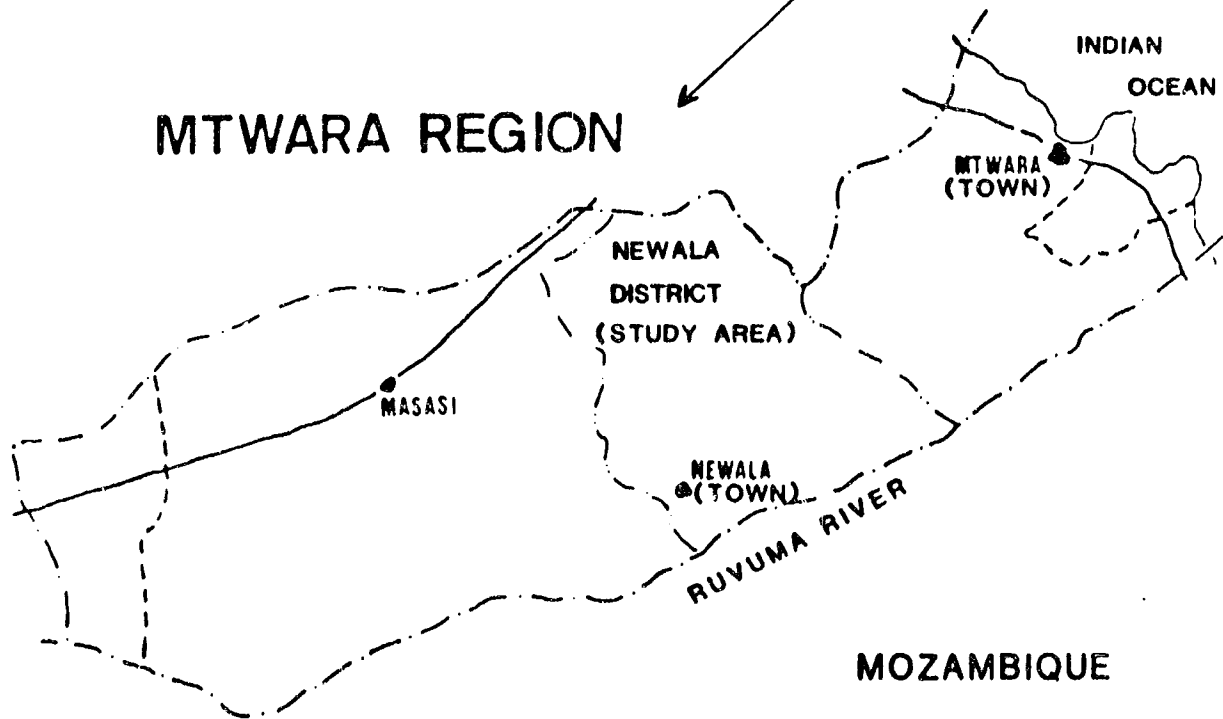 INDIAN
OCEAN
MTWARA REGION
MTWARA
(TOWN)
NEWALA
DISTRICT
(STUDY AREA)
MASASI
NEWALA
(TOWN)
RUVUMA RIVER
MOZAMBIQUE